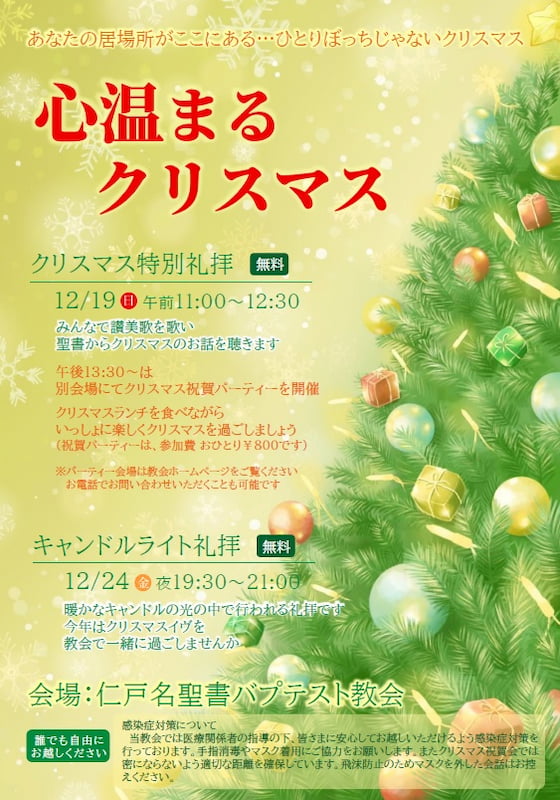 あなたの居場所がここにある…ひとりぼっちじゃないクリスマス
心温まる
クリスマス
クリスマス特別礼拝 無料
12/19 日 午前11:00～12:30
みんなで讃美歌を歌い
聖書からクリスマスのお話を聴きます
午後13:30～は
別会場にてクリスマス祝賀パーティーを開催
クリスマスランチを食べながら
いっしょに楽しくクリスマスを過ごしましょう
（祝賀パーティーは、参加費 おひとり￥800です）
※パーティー会場は教会ホームページをご覧ください
お電話でお問い合わせいただくことも可能です
キャンドルライト礼拝 無料
12/24 金 夜19:30～21:00
暖かなキャンドルの光の中で行われる礼拝です
今年はクリスマスイヴを
教会で一緒に過ごしませんか
会場：仁戸名聖書バプテスト教会
誰でも自由に
お越しください
感染症対策について
当教会では医療関係者の指導の下、皆さまに安心してお越しいただけるよう感染症対策を
行っております。手指消毒やマスク着用にご協力をお願いします。またクリスマス祝賀会では
密にならないよう適切な距離を確保しています。飛沫防止のためマスクを外した会話はお控
えください。